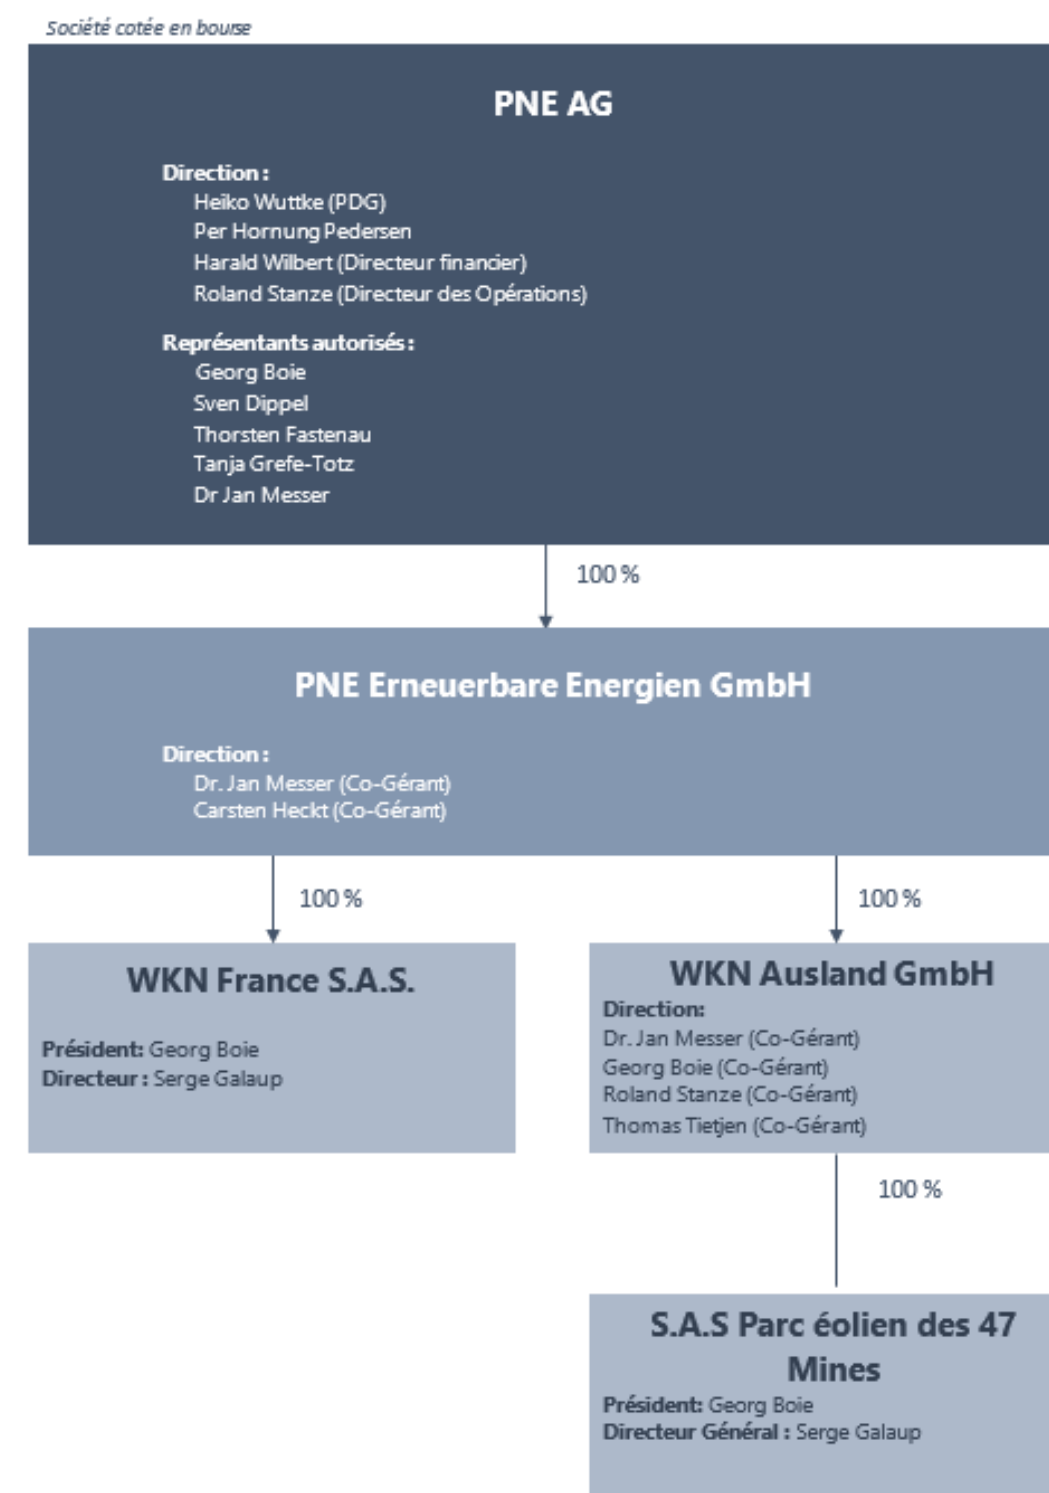 Société cotée en bourse
PNE AG
Direction :
Heiko Wuttke (PDG)
Per Hornung Pedersen
Harald Wilbert (Directeur financier)
Roland Stanze (Directeur des Opérations)
Représentants autorisés :
Georg Boie
Sven Dippel
Thorsten Fastenau
Tanja Grefe-Totz
Dr Jan Messer
100 %
PNE Erneuerbare Energien GmbH
Direction :
Dr. Jan Messer (Co-Gérant)
Carsten Heckt (Co-Gérant)
100 %
100 %
WKN France S.A.S.
Président: Georg Boie
Directeur : Serge Galaup
WKN Ausland GmbH
Direction:
Dr. Jan Messer (Co-Gérant)
Georg Boie (Co-Gérant)
Roland Stanze (Co-Gérant)
Thomas Tietjen (Co-Gérant)
100 %
S.A.S Parc éolien des 47
Mines
Président: Georg Boie
Directeur Général : Serge Galaup